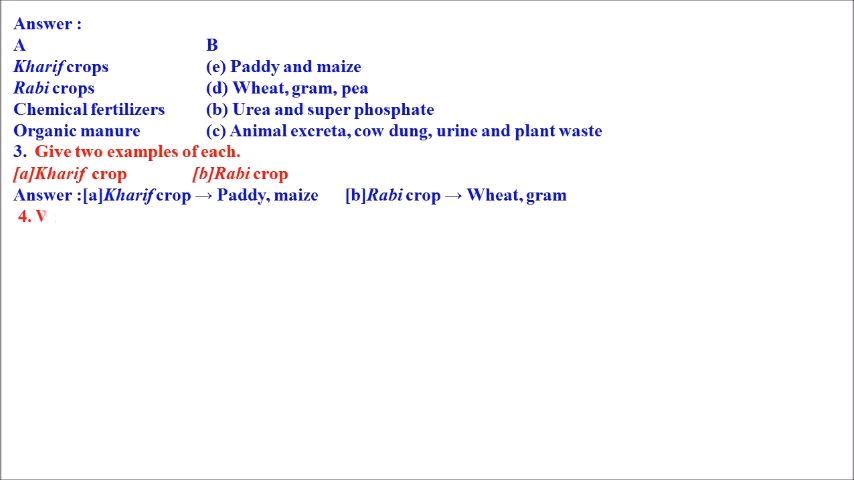 Answer :
A B
Kharif crops (e) Paddy and maize
Rabi crops (d) Wheat, gram, pea
Chemical fertilizers (b) Urea and super phosphate
Organic manure (c) Animal excreta, cow dung, urine and plant waste
3. Give two examples of each.
[a]Kharif crop [b]Rabi crop
Answer :[a]Kharif crop → Paddy, maize [b]Rabi crop → Wheat, gram
4.